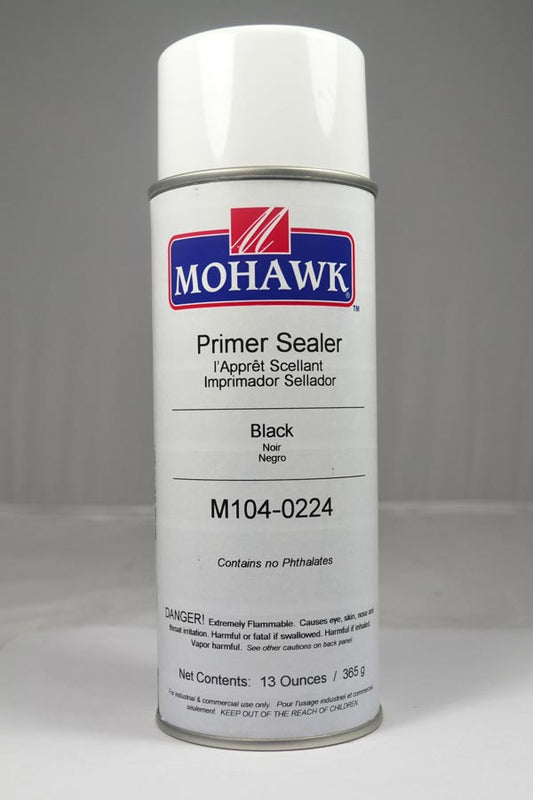 MOHAWK®
™
Primer Sealer
l'Apprêt Scellant
Imprimador Sellador
Black
Noir
Negro
M104-0224
Contains no Phthalates
DANGER! Extremely Flammable. Causes eye, skin, nose and
throat irritation. Harmful or fatal if swallowed. Harmful if inhaled.
Vapor harmful. See other cautions on back panel.
Net Contents: 13 Ounces / 365 g
For industrial & commercial use only. Pour l'usage industriel et commercial
seulement. KEEP OUT OF THE REACH OF CHILDREN.